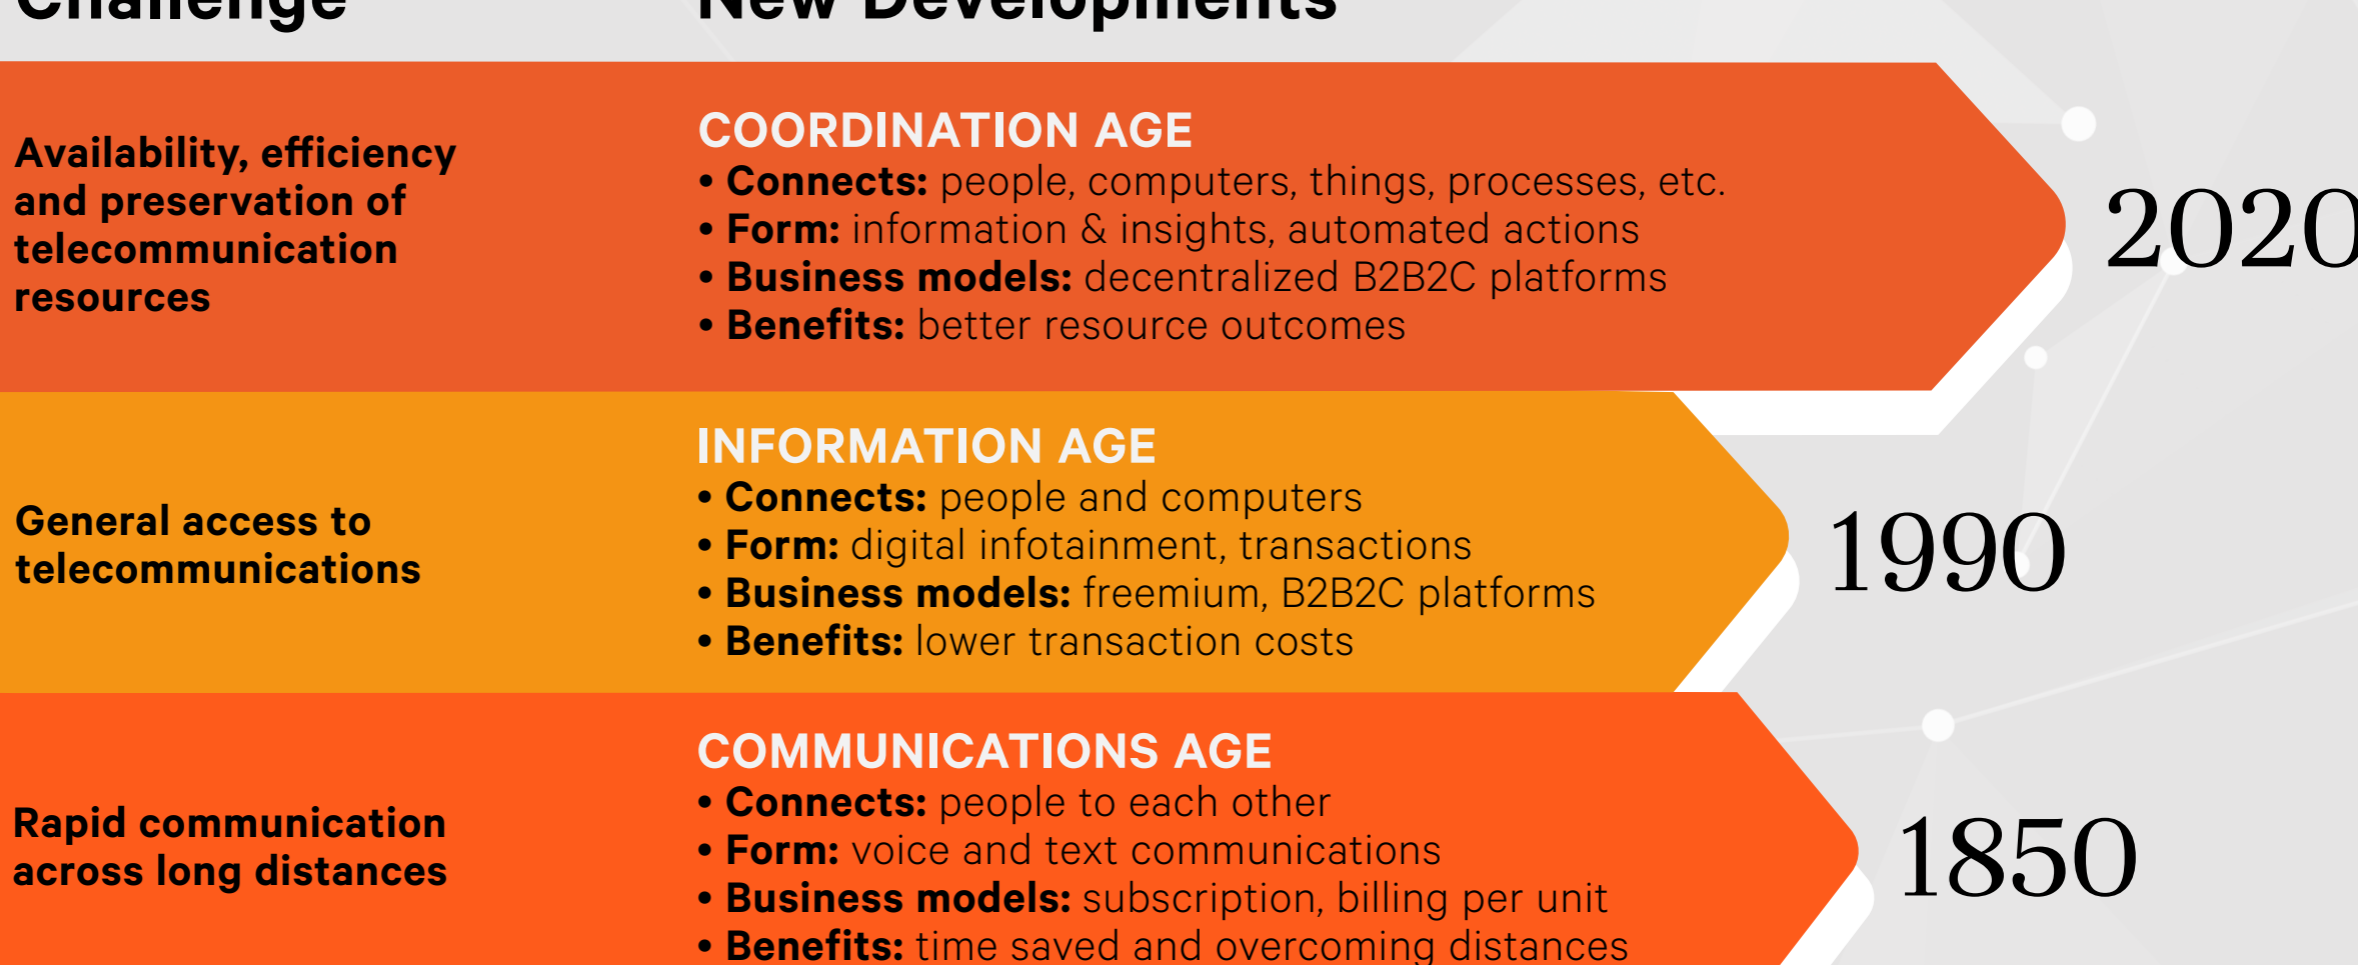 Challenge
New Developments
Availability, efficiency
and preservation of
telecommunication
resources
COORDINATION AGE
• Connects: people, computers, things, processes, etc.
• Form: information & insights, automated actions
• Business models: decentralized B2B2C platforms
• Benefits: better resource outcomes
2020
General access to
telecommunications
INFORMATION AGE
• Connects: people and computers
• Form: digital infotainment, transactions
• Business models: freemium, B2B2C platforms
• Benefits: lower transaction costs
1990
Rapid communication
across long distances
COMMUNICATIONS AGE
• Connects: people to each other
• Form: voice and text communications
• Business models: subscription, billing per unit
• Benefits: time saved and overcoming distances
1850